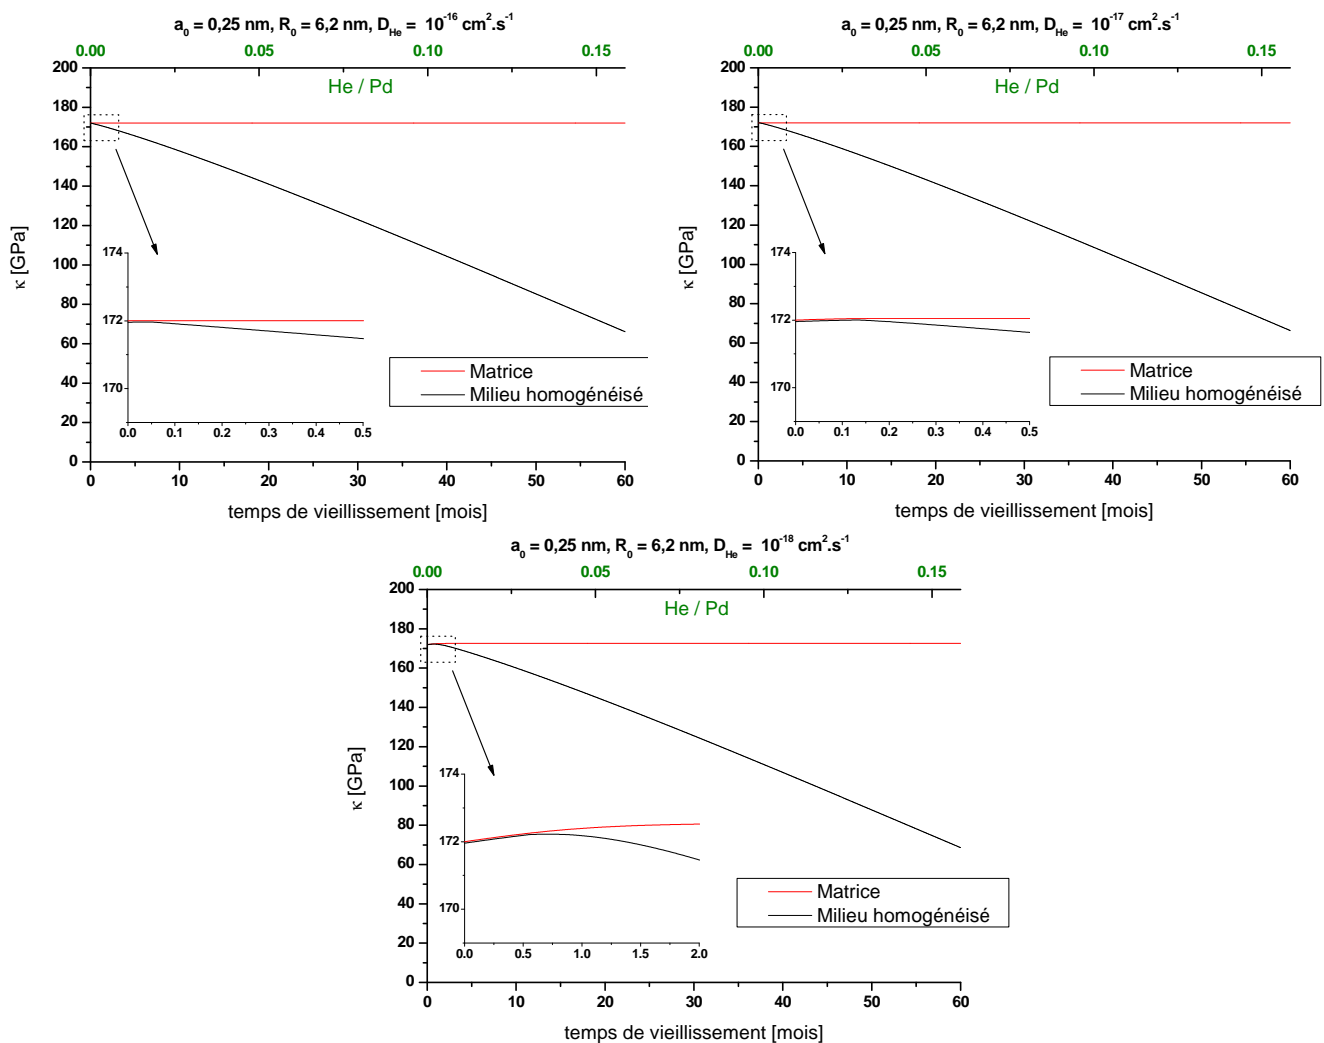 a₀ = 0,25 nm, R₀ = 6,2 nm, D_He = 10⁻¹⁶ cm².s⁻¹
0.00 0.05 0.10 0.15
He / Pd
200
180
160
140
120
100
80
60
40
20
0
κ [GPa]
174
172
170
0.0 0.1 0.2 0.3 0.4 0.5
Matrice
Milieu homogénéisé
0 10 20 30 40 50 60
temps de vieillissement [mois]
a₀ = 0,25 nm, R₀ = 6,2 nm, D_He = 10⁻¹⁷ cm².s⁻¹
0.00 0.05 0.10 0.15
He / Pd
200
180
160
140
120
100
80
60
40
20
0
κ [GPa]
174
172
170
0.0 0.1 0.2 0.3 0.4 0.5
Matrice
Milieu homogénéisé
0 10 20 30 40 50 60
temps de vieillissement [mois]
a₀ = 0,25 nm, R₀ = 6,2 nm, D_He = 10⁻¹⁸ cm².s⁻¹
0.00 0.05 0.10 0.15
He / Pd
200
180
160
140
120
100
80
60
40
20
0
κ [GPa]
174
172
170
0.0 0.5 1.0 1.5 2.0
Matrice
Milieu homogénéisé
0 10 20 30 40 50 60
temps de vieillissement [mois]